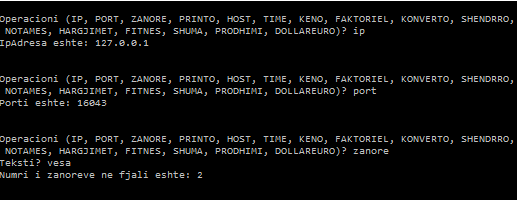 Operacioni (IP, PORT, ZANORE, PRINTO, HOST, TIME, KENO, FAKTORIEL, KONVERTO, SHENDRRO,
NOTAMES, HARGJIMET, FITNES, SHUMA, PRODHIMI, DOLLAREURO)? ip
IpAdresa eshte: 127.0.0.1
Operacioni (IP, PORT, ZANORE, PRINTO, HOST, TIME, KENO, FAKTORIEL, KONVERTO, SHENDRRO,
NOTAMES, HARGJIMET, FITNES, SHUMA, PRODHIMI, DOLLAREURO)? port
Porti eshte: 16043
Operacioni (IP, PORT, ZANORE, PRINTO, HOST, TIME, KENO, FAKTORIEL, KONVERTO, SHENDRRO,
NOTAMES, HARGJIMET, FITNES, SHUMA, PRODHIMI, DOLLAREURO)? zanore
Teksti? vesa
Numri i zanoreve ne fjali eshte: 2